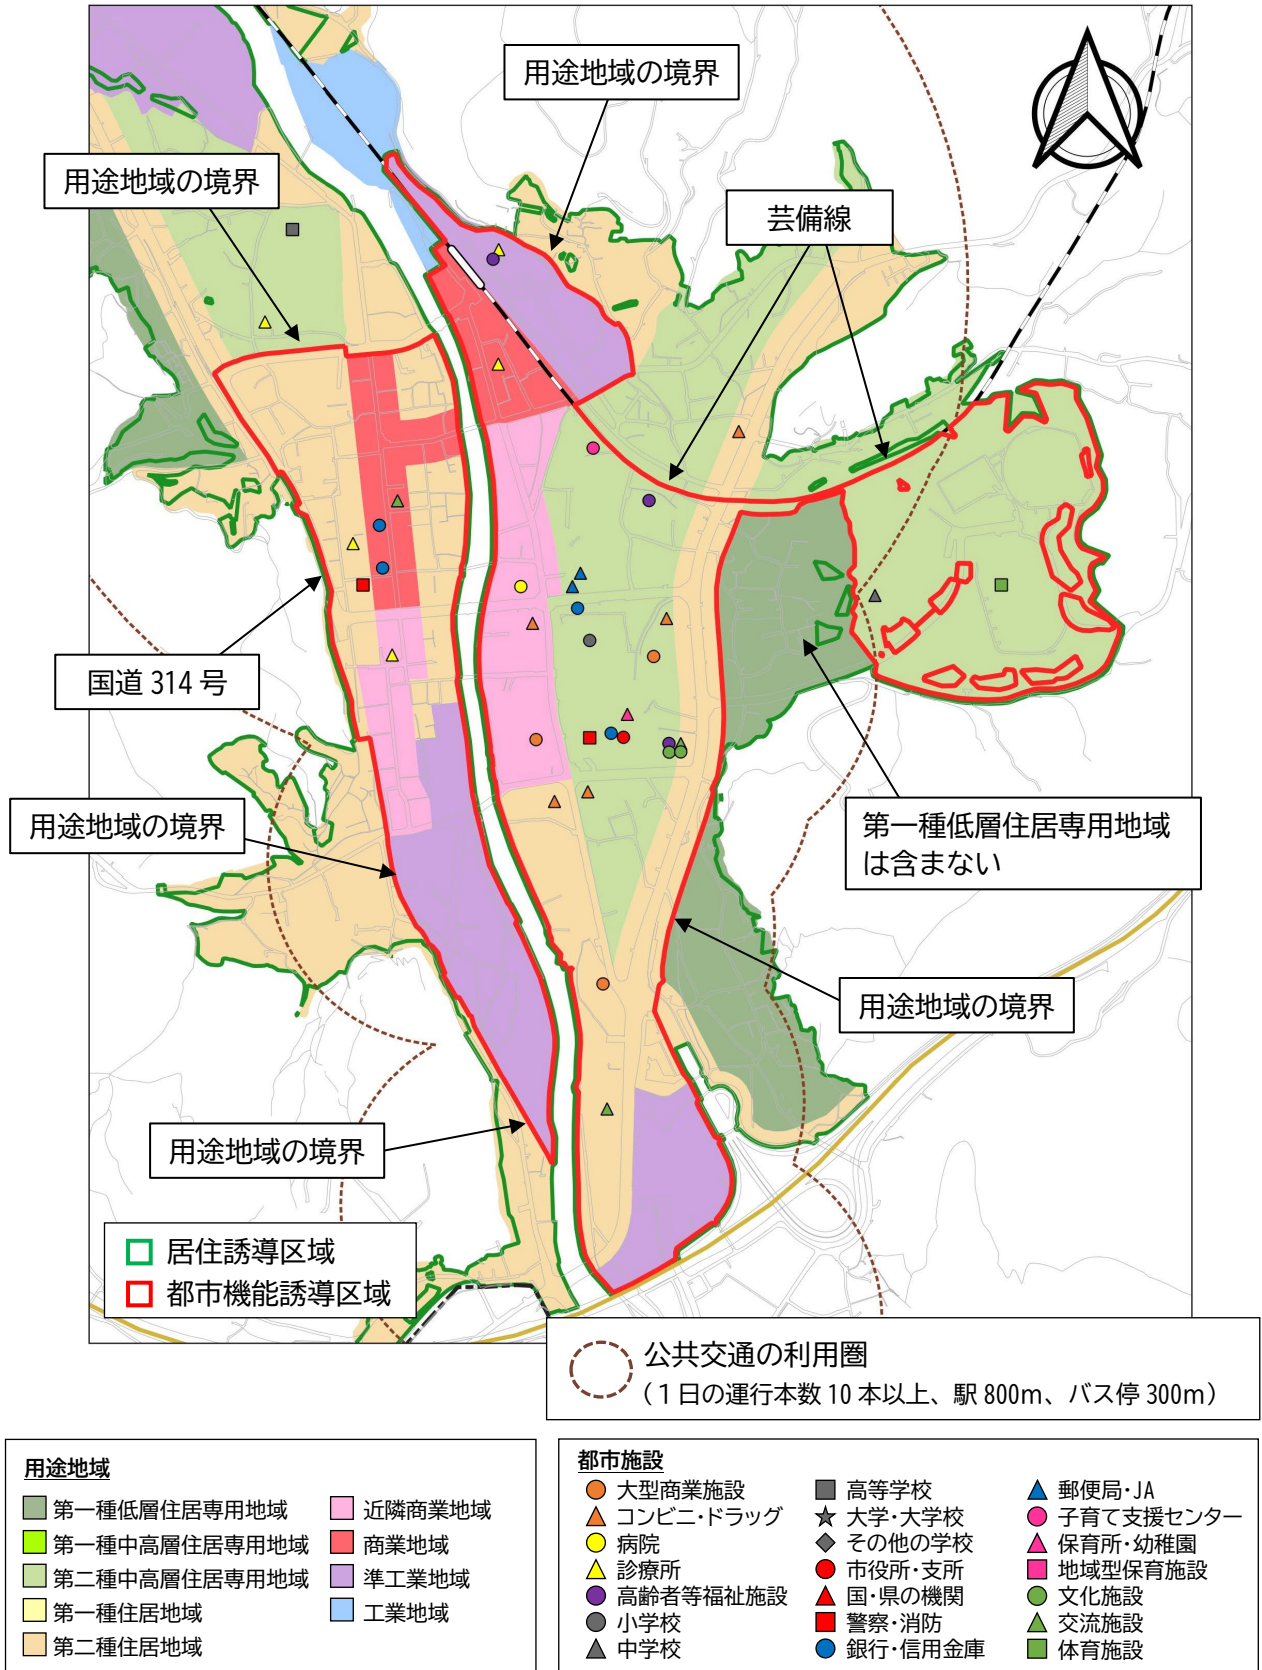 用途地域の境界
用途地域の境界
芸備線
国道 314 号
用途地域の境界
第一種低層住居専用地域
は含まない
用途地域の境界
用途地域の境界
居住誘導区域
都市機能誘導区域
公共交通の利用圏
（１日の運行本数 10 本以上、駅 800m、バス停 300m）
用途地域
第一種低層住居専用地域
第一種中高層住居専用地域
第二種中高層住居専用地域
第一種住居地域
第二種住居地域
近隣商業地域
商業地域
準工業地域
工業地域
都市施設
大型商業施設
コンビニ・ドラッグ
病院
診療所
高齢者等福祉施設
小学校
中学校
高等学校
大学・大学校
その他の学校
市役所・支所
国・県の機関
警察・消防
銀行・信用金庫
郵便局・JA
子育て支援センター
保育所・幼稚園
地域型保育施設
文化施設
交流施設
体育施設